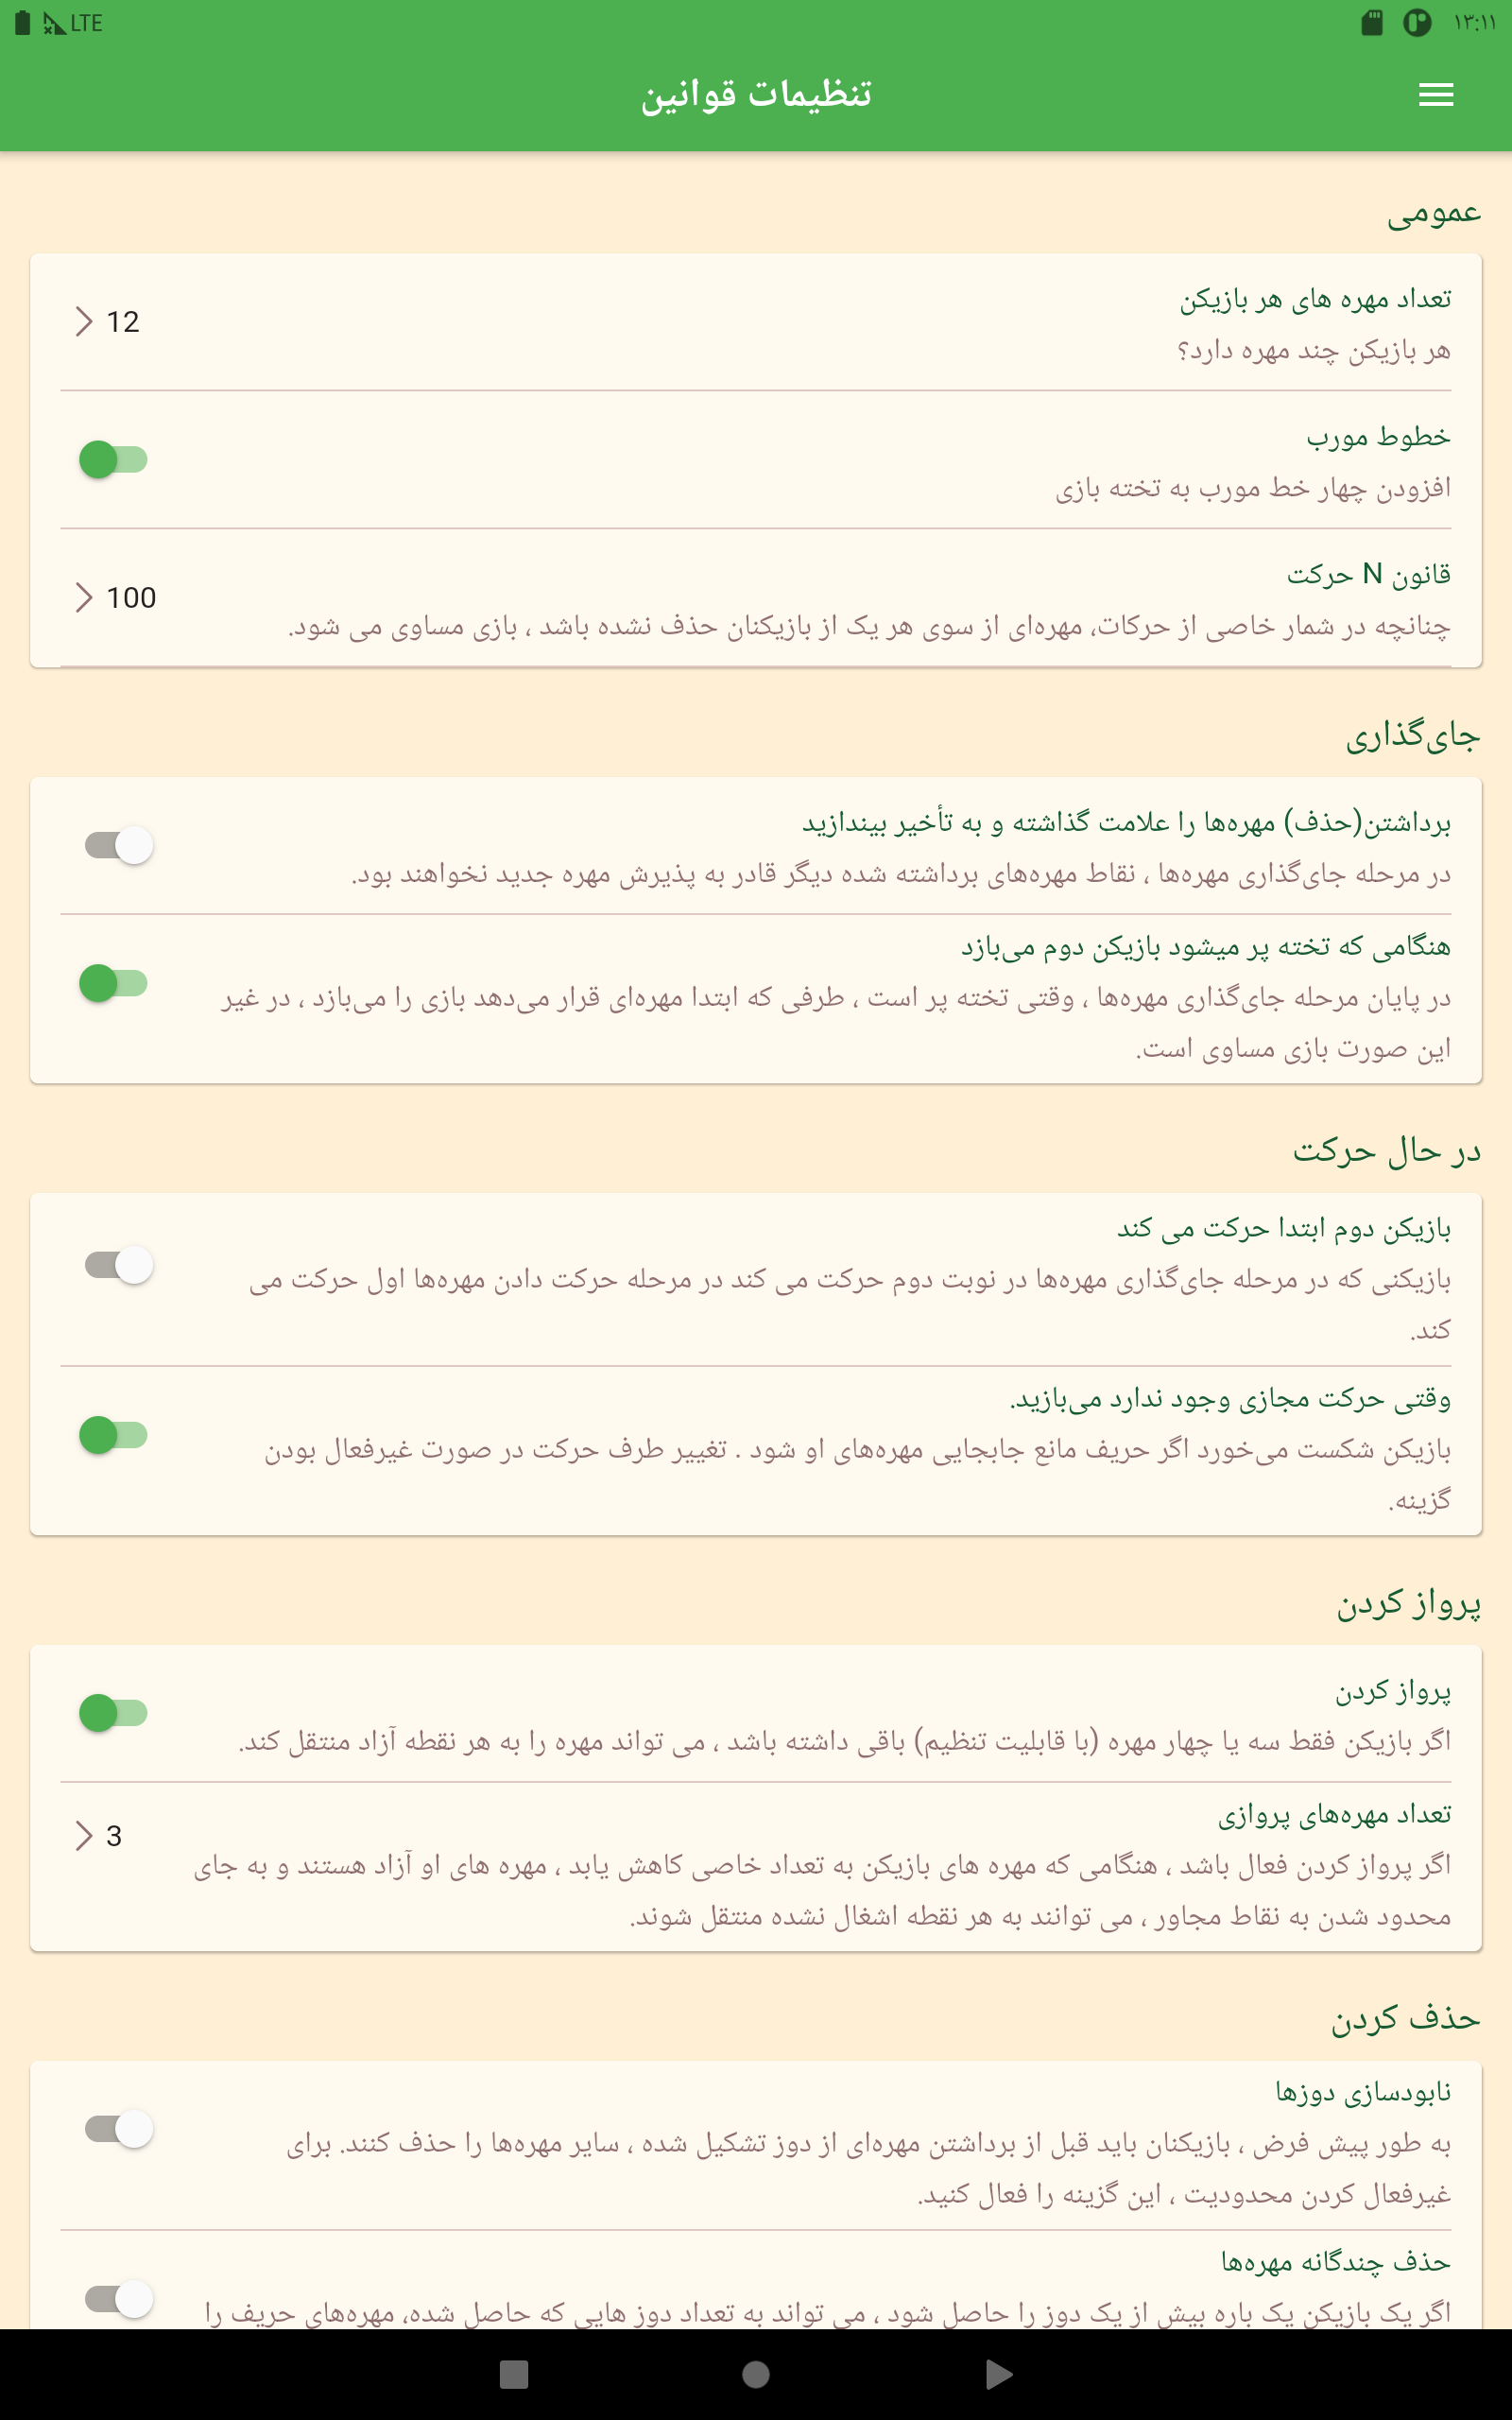 LTE
۱۳:۱۱
تنظیمات قوانین
عمومی
تعداد مهره های هر بازیکن
هر بازیکن چند مهره دارد؟
12
خطوط مورب
افزودن چهار خط مورب به تخته بازی
قانون N حرکت
چنانچه در شمار خاصی از حرکات، مهره‌ای از سوی هر یک از بازیکنان حذف نشده باشد ، بازی مساوی می شود.
100
جای‌گذاری
برداشتن(حذف) مهره‌ها را علامت گذاشته و به تأخیر بیندازید
در مرحله جای‌گذاری مهره‌ها ، نقاط مهره‌های برداشته شده دیگر قادر به پذیرش مهره جدید نخواهند بود.
هنگامی که تخته پر میشود بازیکن دوم می‌بازد
در پایان مرحله جای‌گذاری مهره‌ها ، وقتی تخته پر است ، طرفی که ابتدا مهره‌ای قرار می‌دهد بازی را می‌بازد ، در غیر
این صورت بازی مساوی است.
در حال حرکت
بازیکن دوم ابتدا حرکت می کند
بازیکنی که در مرحله جای‌گذاری مهره‌ها در نوبت دوم حرکت می کند در مرحله حرکت دادن مهره‌ها اول حرکت می
کند.
وقتی حرکت مجازی وجود ندارد می‌بازید.
بازیکن شکست می‌خورد اگر حریف مانع جابجایی مهره‌های او شود . تغییر طرف حرکت در صورت غیرفعال بودن
گزینه.
پرواز کردن
پرواز کردن
اگر بازیکن فقط سه یا چهار مهره (با قابلیت تنظیم) باقی داشته باشد ، می تواند مهره را به هر نقطه آزاد منتقل کند.
تعداد مهره‌های پروازی
3
اگر پرواز کردن فعال باشد ، هنگامی که مهره های بازیکن به تعداد خاصی کاهش یابد ، مهره های او آزاد هستند و به جای
محدود شدن به نقاط مجاور ، می توانند به هر نقطه اشغال نشده منتقل شوند.
حذف کردن
نابودسازی دوزها
به طور پیش فرض ، بازیکنان باید قبل از برداشتن مهره‌ای از دوز تشکیل شده ، سایر مهره‌ها را حذف کنند. برای
غیرفعال کردن محدودیت ، این گزینه را فعال کنید.
حذف چندگانه مهره‌ها
اگر یک بازیکن یک باره بیش از یک دوز را حاصل شود ، می تواند به تعداد دوز هایی که حاصل شده، مهره‌های حریف را